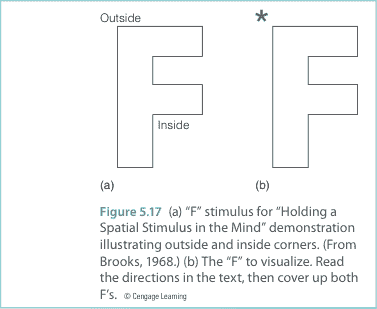 Outside
*
Inside
(a)
(b)
Figure 5.17 (a) “F” stimulus for “Holding a
Spatial Stimulus in the Mind” demonstration
illustrating outside and inside corners. (From
Brooks, 1968.) (b) The “F” to visualize. Read
the directions in the text, then cover up both
F’s. © Cengage Learning